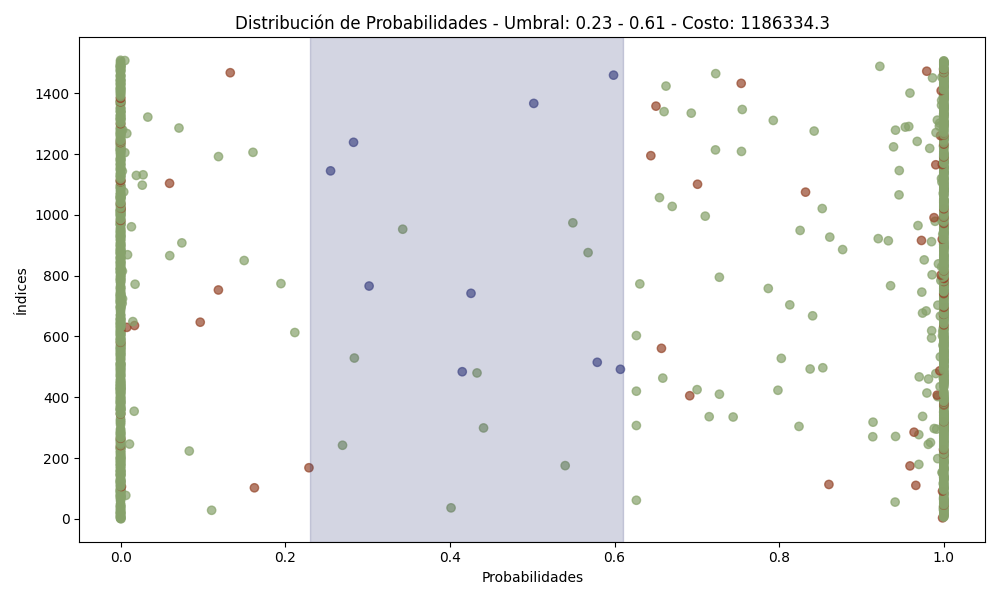 Distribución de Probabilidades - Umbral: 0.23 - 0.61 - Costo: 1186334.3
1400
1200
1000
800
600
400
200
0
Índices
0.0 0.2 0.4 0.6 0.8 1.0
Probabilidades